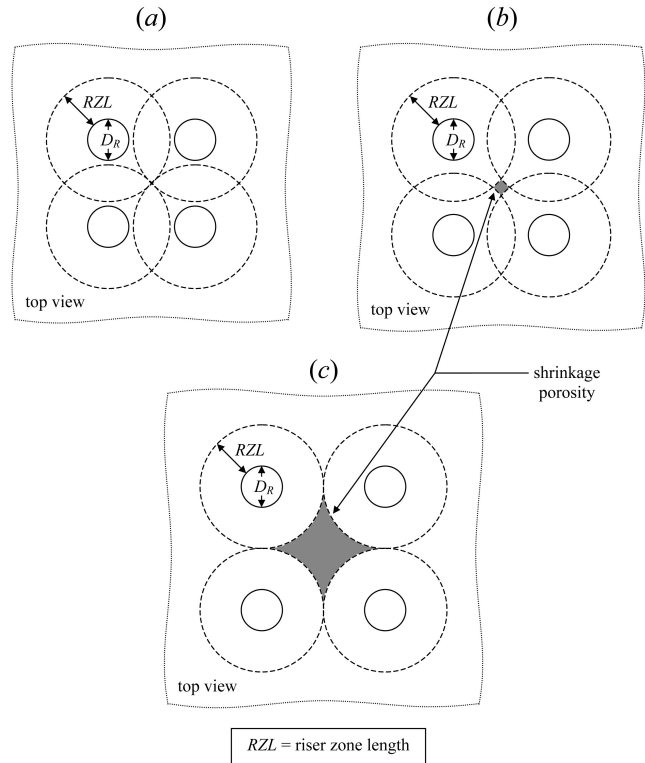 (a)
(b)
RZL
D_R
top view
RZL
D_R
top view
shrinkage
porosity
(c)
RZL
D_R
top view
RZL = riser zone length